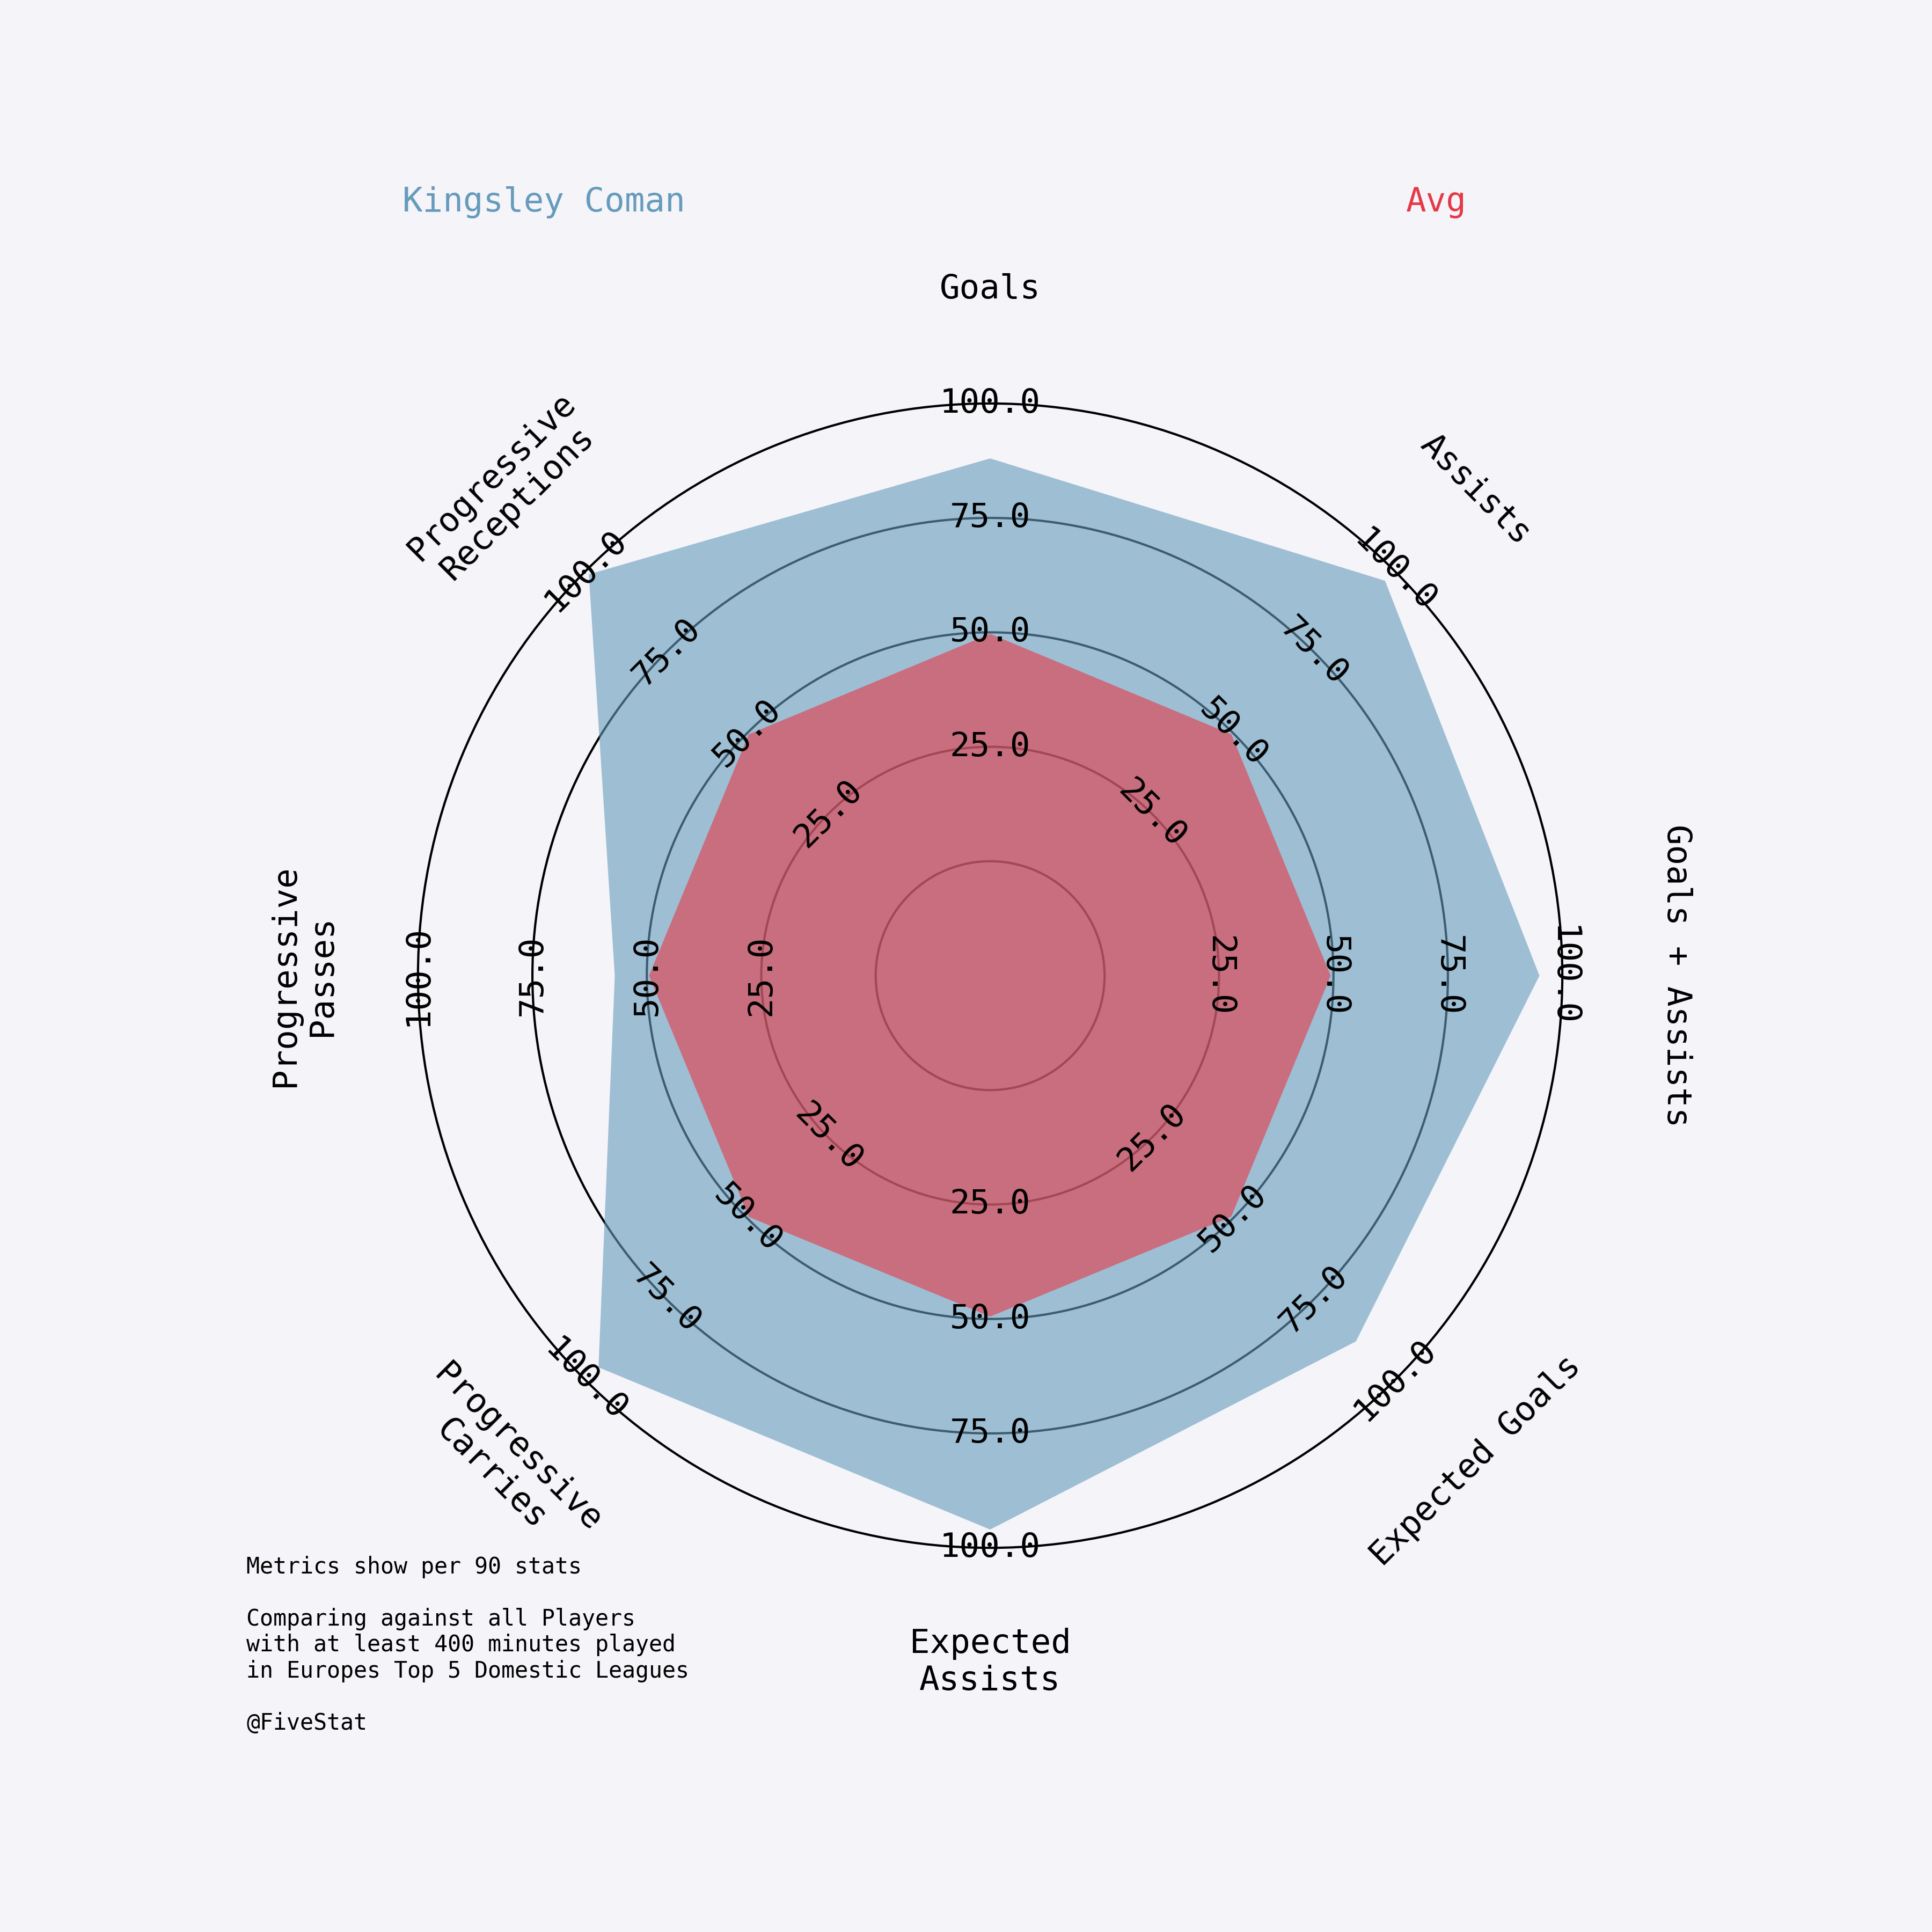 Kingsley Coman
Avg
Goals
Assists
Goals + Assists
Expected Goals
Expected
Assists
Progressive
Carries
Progressive
Passes
Progressive
Receptions
25.0
50.0
75.0
100.0
25.0
50.0
75.0
100.0
25.0
50.0
75.0
100.0
25.0
50.0
75.0
100.0
25.0
50.0
75.0
100.0
25.0
50.0
75.0
100.0
25.0
50.0
75.0
100.0
25.0
50.0
75.0
100.0
Metrics show per 90 stats
Comparing against all Players
with at least 400 minutes played
in Europes Top 5 Domestic Leagues
@FiveStat